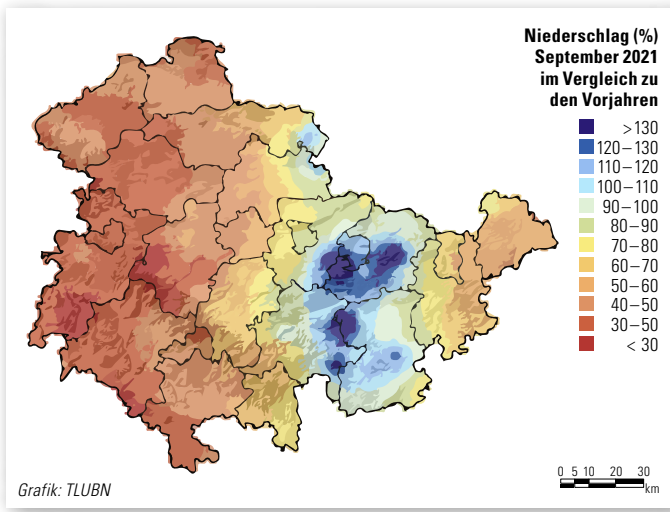 Niederschlag (%)
September 2021
im Vergleich zu
den Vorjahren
>130
120–130
110–120
100–110
90–100
80–90
70–80
60–70
50–60
40–50
30–50
< 30
Grafik: TLUBN
0 5 10 20 30
km